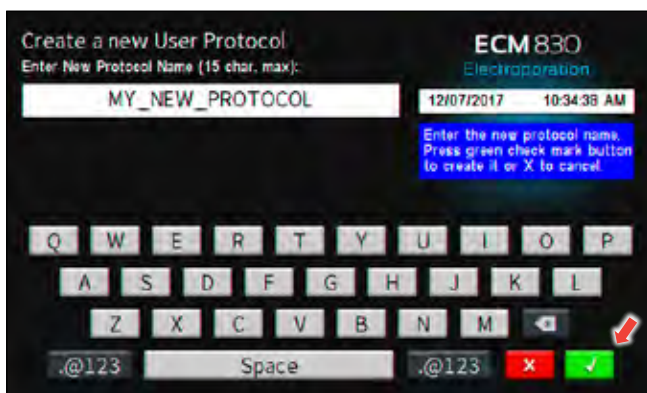 Create a new User Protocol
Enter New Protocol Name (15 char. max):
MY_NEW_PROTOCOL
ECM 830
Electroporation
12/07/2017 10:34:38 AM
Enter the new protocol name.
Press green check mark button
to create it or X to cancel.
Q W E R T Y U I O P
A S D F G H J K L
Z X C V B N M
.@123 Space .@123